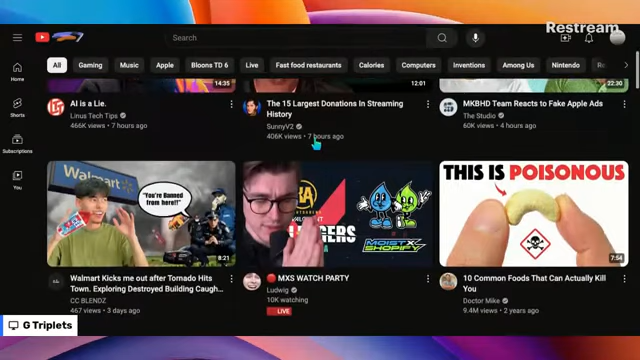 Restream
Search
All
Gaming
Music
Apple
Bloons TD 6
Live
Fast food restaurants
Calories
Computers
Inventions
Among Us
Nintendo
Home
Shorts
Subscriptions
You
14:35
12:01
22:30
AI is a Lie.
Linus Tech Tips
466K views • 7 hours ago
The 15 Largest Donations In Streaming
History
SunnyV2
406K views • 7 hours ago
MKBHD Team Reacts to Fake Apple Ads
The Studio
60K views • 4 hours ago
Walmart
"You're Banned
from here!!"
8:21
MOIST X
SHOPIFY
THIS IS POISONOUS
7:54
Walmart Kicks me out after Tornado Hits
Town. Exploring Destroyed Building Caugh...
CC BLENDZ
467 views • 3 days ago
MXS WATCH PARTY
Ludwig
10K watching
LIVE
10 Common Foods That Can Actually Kill
You
Doctor Mike
9.4M views • 2 years ago
G Triplets